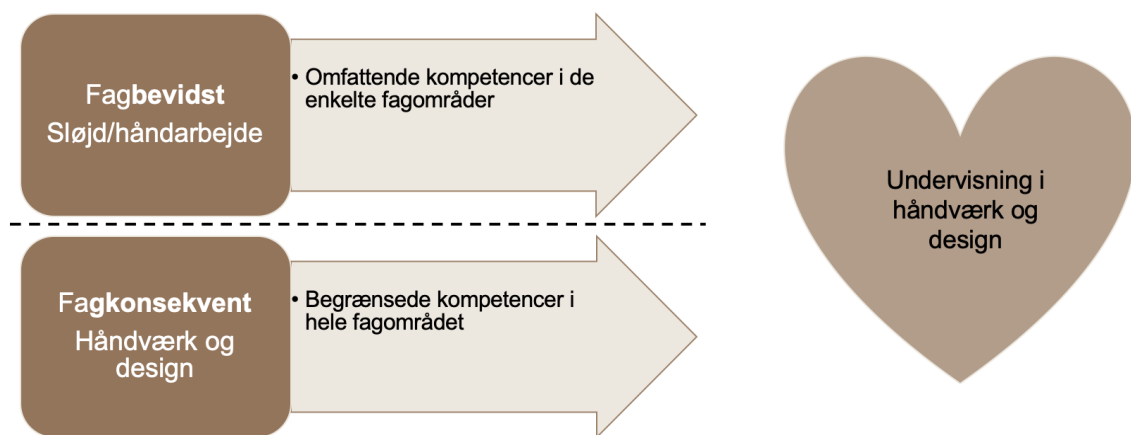 Fagbevidst
Sløjd/håndarbejde
• Omfattende kompetencer i de
enkelte fagområder
Fagkonsekvent
Håndværk og
design
• Begrænsede kompetencer i
hele fagområdet
Undervisning i
håndværk og
design